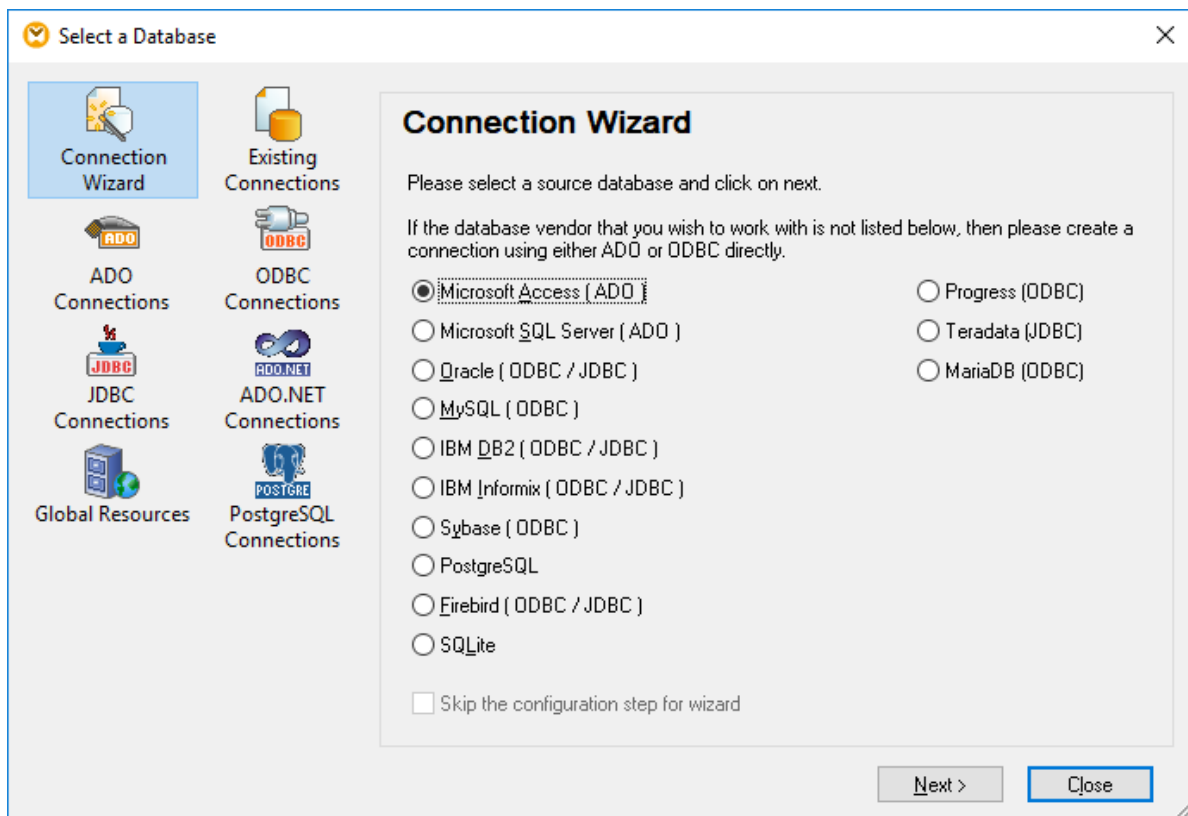 Select a Database
Connection
Wizard
Existing
Connections
ADO
ADO
Connections
ODBC
ODBC
Connections
JDBC
JDBC
Connections
ADO.NET
ADO.NET
Connections
Global Resources
POSTGRE
PostgreSQL
Connections
Connection Wizard
Please select a source database and click on next.
If the database vendor that you wish to work with is not listed below, then please create a
connection using either ADO or ODBC directly.
Microsoft Access ( ADO )
Microsoft SQL Server ( ADO )
Oracle ( ODBC / JDBC )
MySQL ( ODBC )
IBM DB2 ( ODBC / JDBC )
IBM Informix ( ODBC / JDBC )
Sybase ( ODBC )
PostgreSQL
Firebird ( ODBC / JDBC )
SQLite
Progress (ODBC)
Teradata (JDBC)
MariaDB (ODBC)
Skip the configuration step for wizard
Next >
Close